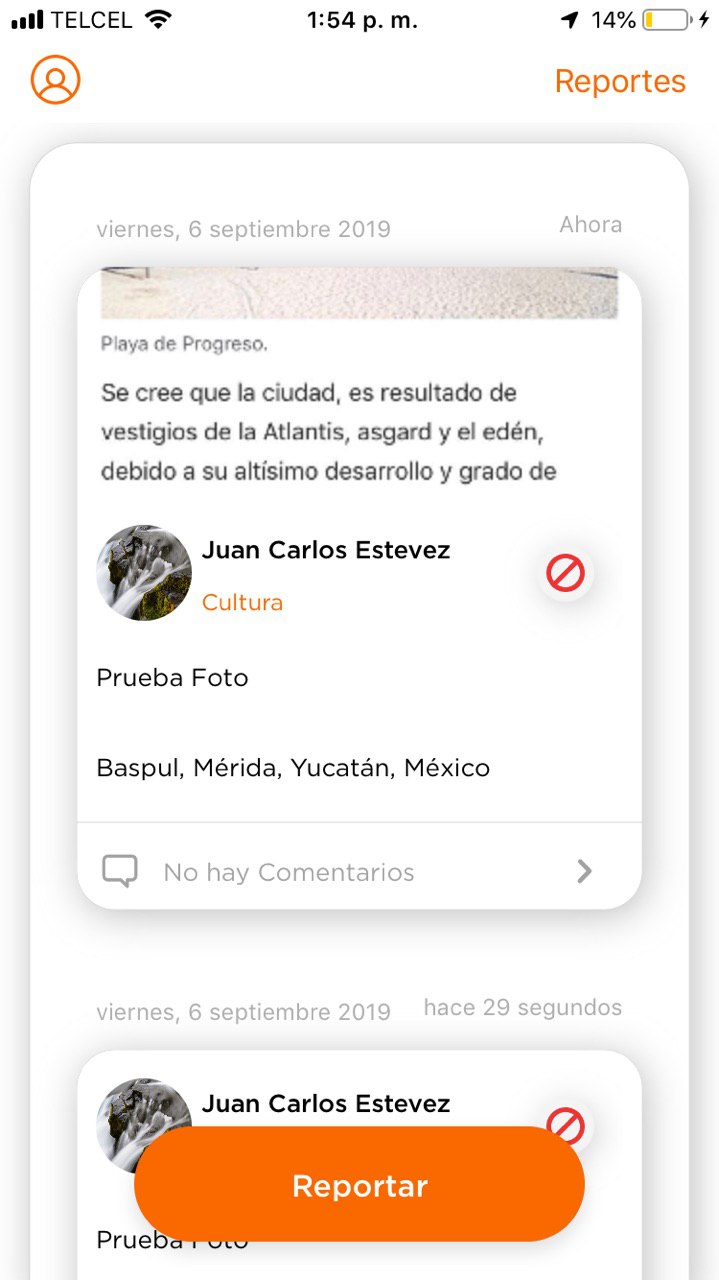 TELCEL 1:54 p. m. 14%
Reportes
viernes, 6 septiembre 2019 Ahora
Playa de Progreso.
Se cree que la ciudad, es resultado de
vestigios de la Atlantis, asgard y el edén,
debido a su altísimo desarrollo y grado de
Juan Carlos Estevez
Cultura
Prueba Foto
Baspul, Mérida, Yucatán, México
No hay Comentarios
viernes, 6 septiembre 2019 hace 29 segundos
Juan Carlos Estevez
Reportar
Prueba Foto